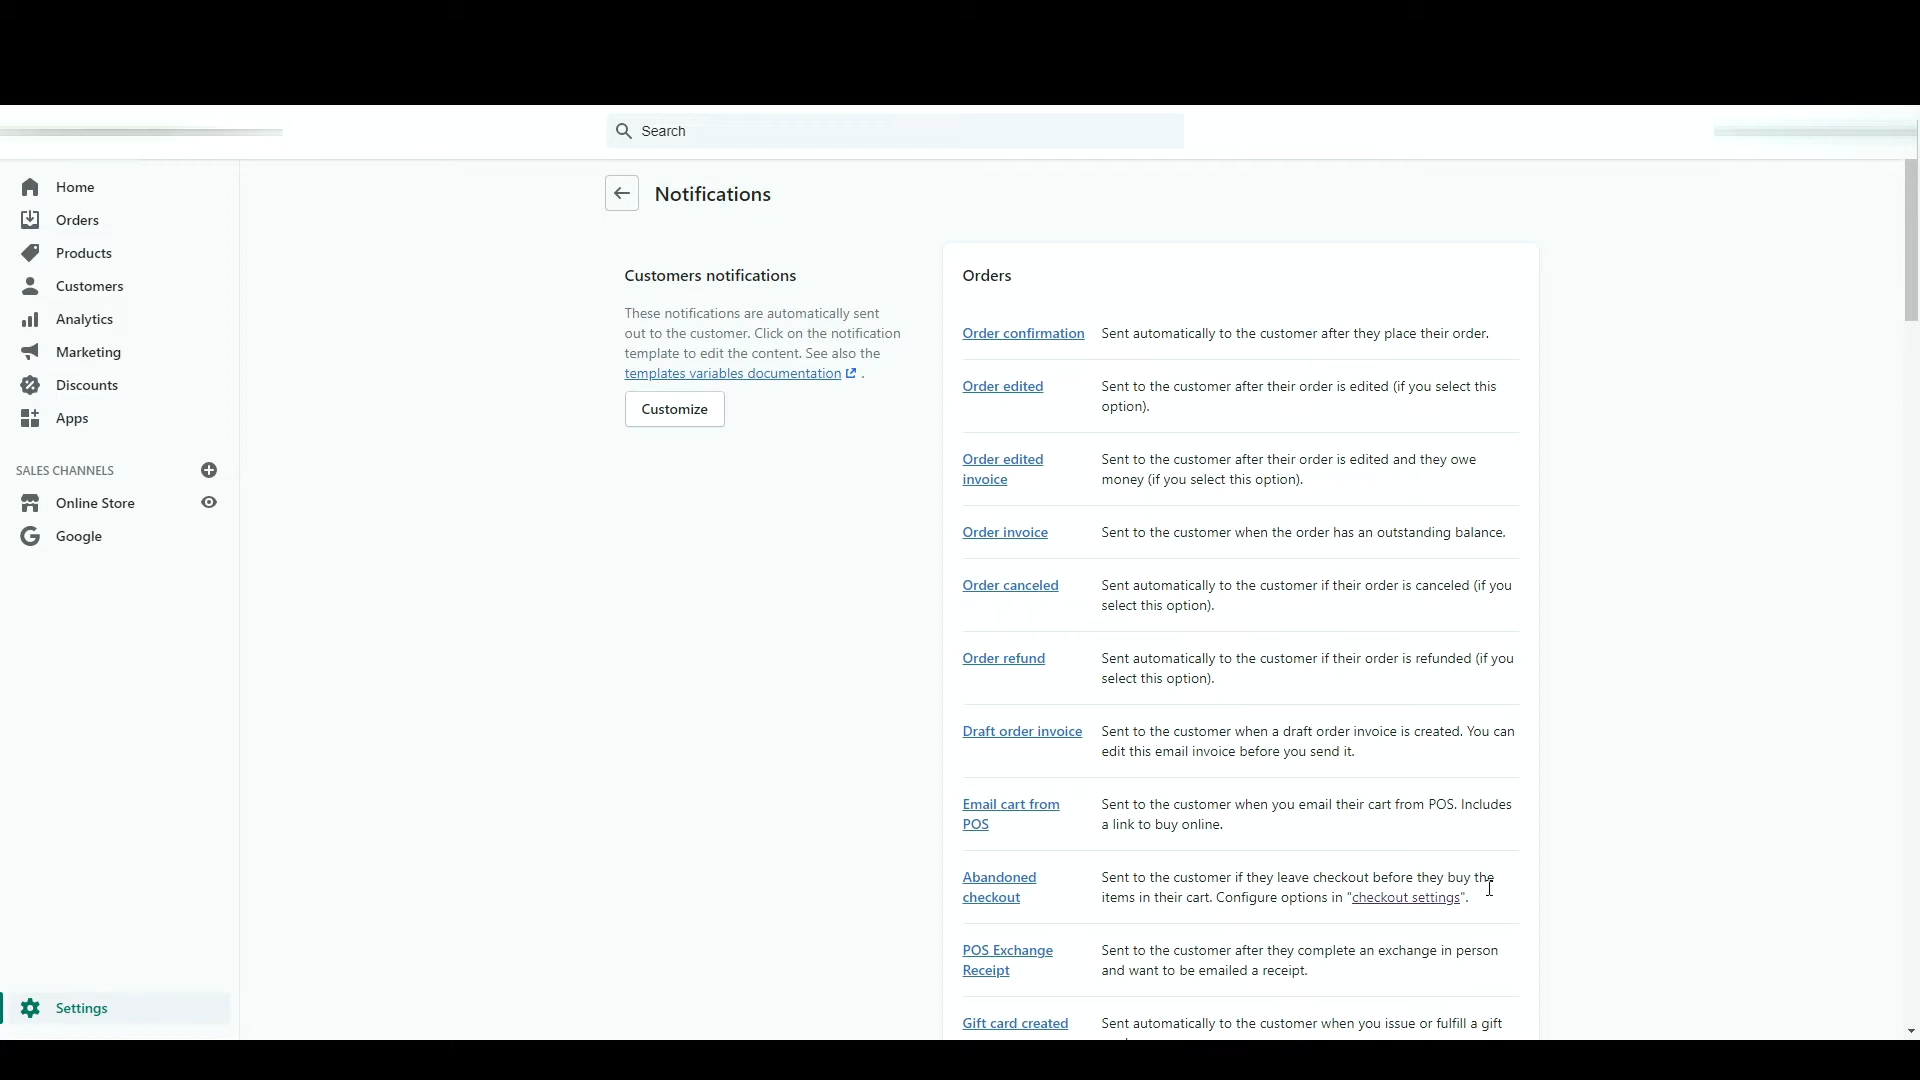 Search
Home
Orders
Products
Customers
Analytics
Marketing
Discounts
Apps
SALES CHANNELS
Online Store
Google
Settings
Notifications
Customers notifications
These notifications are automatically sent
out to the customer. Click on the notification
template to edit the content. See also the
templates variables documentation .
Customize
Orders
Order confirmation Sent automatically to the customer after they place their order.
Order edited Sent to the customer after their order is edited (if you select this
option).
Order edited Sent to the customer after their order is edited and they owe
invoice money (if you select this option).
Order invoice Sent to the customer when the order has an outstanding balance.
Order canceled Sent automatically to the customer if their order is canceled (if you
select this option).
Order refund Sent automatically to the customer if their order is refunded (if you
select this option).
Draft order invoice Sent to the customer when a draft order invoice is created. You can
edit this email invoice before you send it.
Email cart from Sent to the customer when you email their cart from POS. Includes
POS a link to buy online.
Abandoned Sent to the customer if they leave checkout before they buy the
checkout items in their cart. Configure options in "checkout settings".
POS Exchange Sent to the customer after they complete an exchange in person
Receipt and want to be emailed a receipt.
Gift card created Sent automatically to the customer when you issue or fulfill a gift